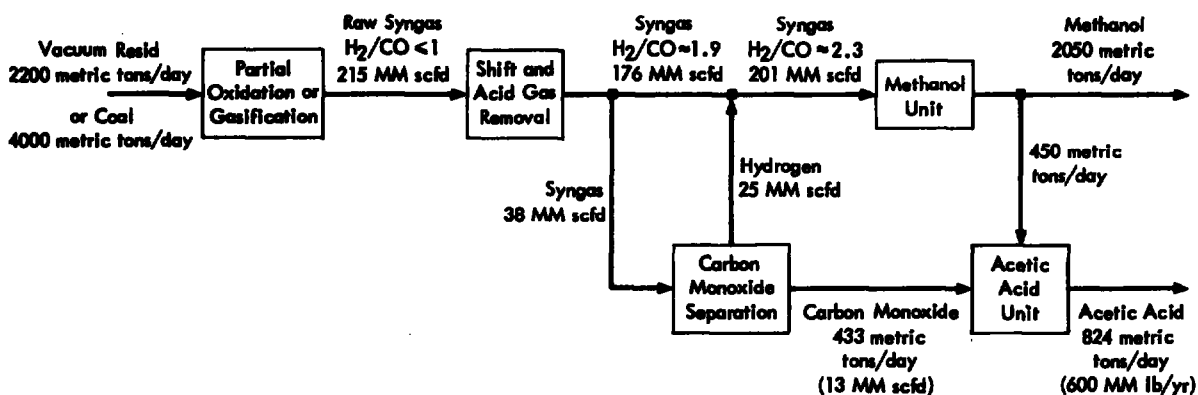 Vacuum Resid
2200 metric tons/day
or Coal
4000 metric tons/day
Partial
Oxidation or
Gasification
Raw Syngas
H₂/CO<1
215 MM scfd
Shift and
Acid Gas
Removal
Syngas
H₂/CO≈1.9
176 MM scfd
Syngas
H₂/CO≈2.3
201 MM scfd
Methanol
Unit
Methanol
2050 metric
tons/day
Syngas
38 MM scfd
Hydrogen
25 MM scfd
450 metric
tons/day
Carbon
Monoxide
Separation
Carbon Monoxide
433 metric
tons/day
(13 MM scfd)
Acetic
Acid
Unit
Acetic Acid
824 metric
tons/day
(600 MM lb/yr)